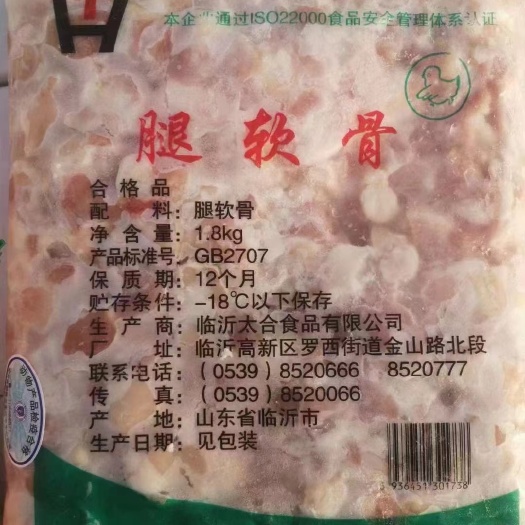 本企业通过ISO22000食品安全管理体系认证
腿软骨
合格品
配料：腿软骨
净含量：1.8kg
产品标准号：GB2707
保质期：12个月
贮存条件：-18℃以下保存
生产商：临沂太合食品有限公司
厂址：临沂高新区罗西街道金山路北段
联系电话：（0539）8520666 8520777
传真：（0539）8520066
产地：山东省临沂市
生产日期：见包装
936451 301738